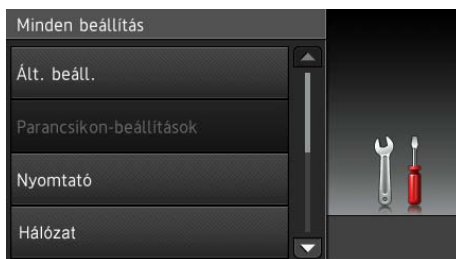 Minden beállítás
Ált. beáll.
Parancsikon-beállítások
Nyomtató
Hálózat